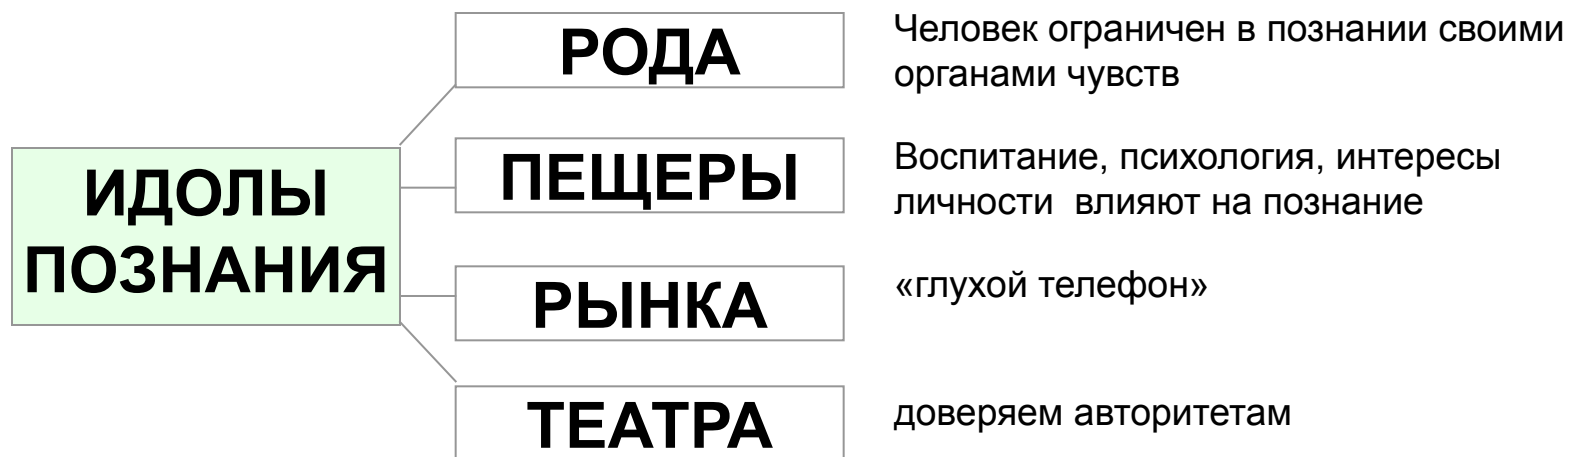 ИДОЛЫ
ПОЗНАНИЯ
РОДА
Человек ограничен в познании своими
органами чувств
ПЕЩЕРЫ
Воспитание, психология, интересы
личности влияют на познание
РЫНКА
«глухой телефон»
ТЕАТРА
доверяем авторитетам